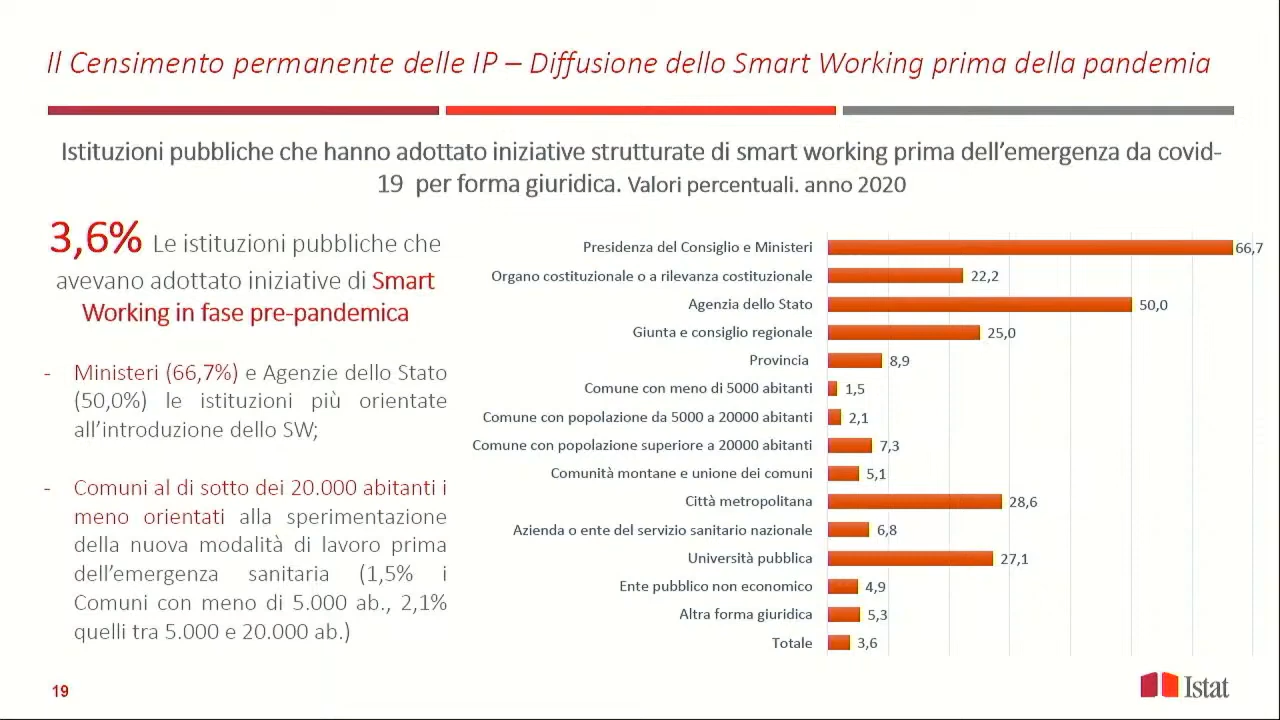 Il Censimento permanente delle IP – Diffusione dello Smart Working prima della pandemia
Istituzioni pubbliche che hanno adottato iniziative strutturate di smart working prima dell’emergenza da covid-
19 per forma giuridica. Valori percentuali. anno 2020
3,6% Le istituzioni pubbliche che
avevano adottato iniziative di Smart
Working in fase pre-pandemica
- Ministeri (66,7%) e Agenzie dello Stato
(50,0%) le istituzioni più orientate
all’introduzione dello SW;
- Comuni al di sotto dei 20.000 abitanti i
meno orientati alla sperimentazione
della nuova modalità di lavoro prima
dell’emergenza sanitaria (1,5% i
Comuni con meno di 5.000 ab., 2,1%
quelli tra 5.000 e 20.000 ab.)
Presidenza del Consiglio e Ministeri 66,7
Organo costituzionale o a rilevanza costituzionale 22,2
Agenzia dello Stato 50,0
Giunta e consiglio regionale 25,0
Provincia 8,9
Comune con meno di 5000 abitanti 1,5
Comune con popolazione da 5000 a 20000 abitanti 2,1
Comune con popolazione superiore a 20000 abitanti 7,3
Comunità montane e unione dei comuni 5,1
Città metropolitana 28,6
Azienda o ente del servizio sanitario nazionale 6,8
Università pubblica 27,1
Ente pubblico non economico 4,9
Altra forma giuridica 5,3
Totale 3,6
19
Istat